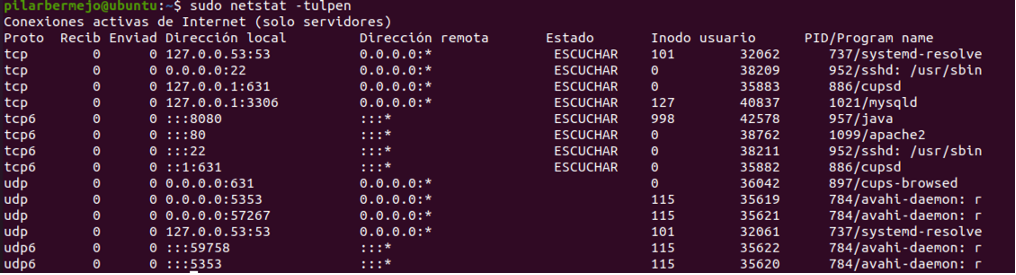 pilarbermejo@ubuntu:~$ sudo netstat -tulpen
Conexiones activas de Internet (solo servidores)
Proto  Recib Enviad Dirección local         Dirección remota       Estado      Inodo usuario      PID/Program name
tcp        0      0 127.0.0.53:53           0.0.0.0:*               ESCUCHAR    101        32062      737/systemd-resolve
tcp        0      0 0.0.0.0:22              0.0.0.0:*               ESCUCHAR    0          38209      952/sshd: /usr/sbin
tcp        0      0 127.0.0.1:631           0.0.0.0:*               ESCUCHAR    0          35883      886/cupsd
tcp        0      0 127.0.0.1:3306          0.0.0.0:*               ESCUCHAR    127        40837      1021/mysqld
tcp6       0      0 :::8080                 :::*                    ESCUCHAR    998        42578      957/java
tcp6       0      0 :::80                   :::*                    ESCUCHAR    0          38762      1099/apache2
tcp6       0      0 :::22                   :::*                    ESCUCHAR    0          38211      952/sshd: /usr/sbin
tcp6       0      0 ::1:631                 :::*                    ESCUCHAR    0          35882      886/cupsd
udp        0      0 0.0.0.0:631             0.0.0.0:*                           0          36042      897/cups-browsed
udp        0      0 0.0.0.0:5353            0.0.0.0:*                           115        35619      784/avahi-daemon: r
udp        0      0 0.0.0.0:57267           0.0.0.0:*                           115        35621      784/avahi-daemon: r
udp        0      0 127.0.0.53:53           0.0.0.0:*                           101        32061      737/systemd-resolve
udp6       0      0 :::59758                :::*                                115        35622      784/avahi-daemon: r
udp6       0      0 :::5353                 :::*                                115        35620      784/avahi-daemon: r